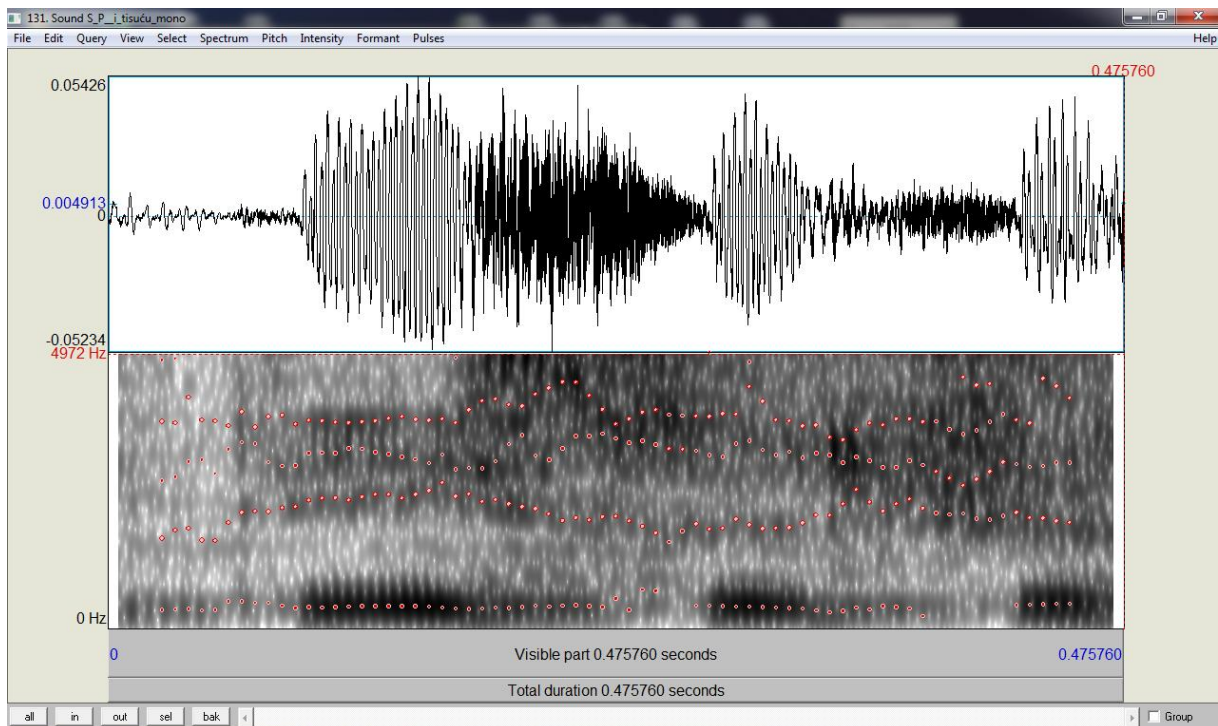 131. Sound S_P__i_tisuću_mono
File Edit Query View Select Spectrum Pitch Intensity Formant Pulses Help
0.475760
0.05426
0.004913
0
-0.05234
4972 Hz
0 Hz
0 Visible part 0.475760 seconds 0.475760
Total duration 0.475760 seconds
all in out sel bak Group